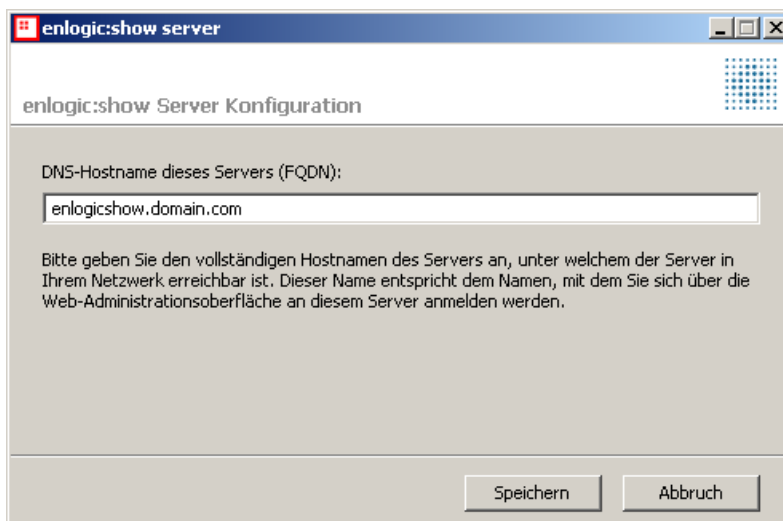 enlogic:show server
enlogic:show Server Konfiguration
DNS-Hostname dieses Servers (FQDN):
enlogicshow.domain.com
Bitte geben Sie den vollständigen Hostnamen des Servers an, unter welchem der Server in
Ihrem Netzwerk erreichbar ist. Dieser Name entspricht dem Namen, mit dem Sie sich über die
Web-Administrationsoberfläche an diesem Server anmelden werden.
Speichern
Abbruch